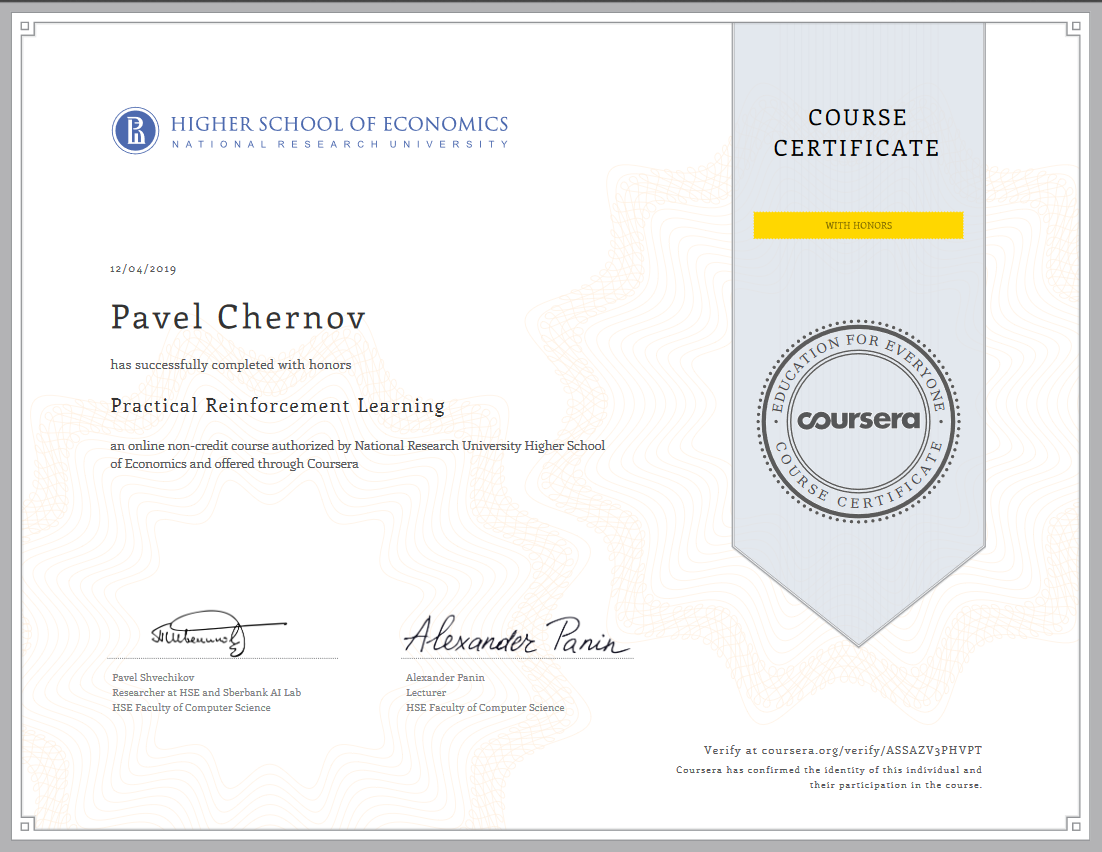 HIGHER SCHOOL OF ECONOMICS
NATIONAL RESEARCH UNIVERSITY
COURSE
CERTIFICATE
WITH HONORS
12/04/2019
Pavel Chernov
has successfully completed with honors
Practical Reinforcement Learning
an online non-credit course authorized by National Research University Higher School
of Economics and offered through Coursera
EDUCATION FOR EVERYONE
coursera
COURSE CERTIFICATE
Alexander Panin
Pavel Shvechikov
Researcher at HSE and Sberbank AI Lab
HSE Faculty of Computer Science
Alexander Panin
Lecturer
HSE Faculty of Computer Science
Verify at coursera.org/verify/ASSAZV3PHVPT
Coursera has confirmed the identity of this individual and
their participation in the course.